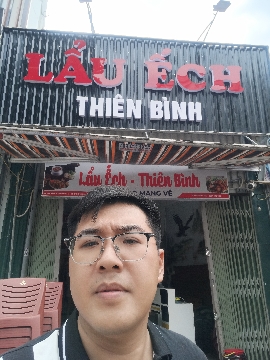 LẨU ẾCH
THIÊN BÌNH
Lẩu Ếch - Thiên Bình
MANG VỀ